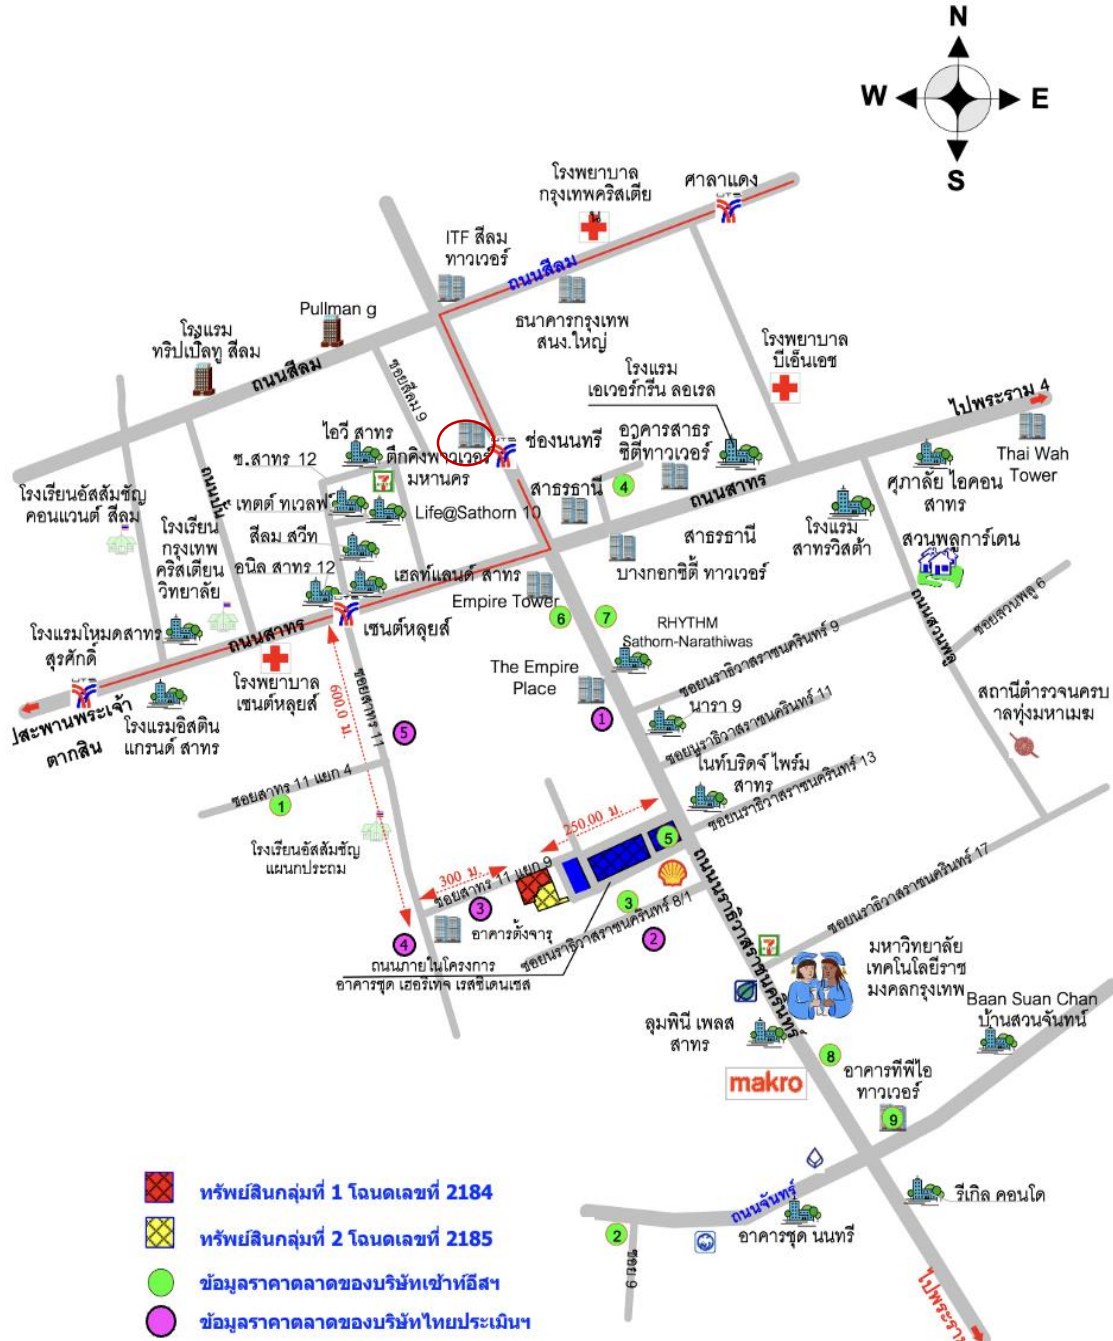 N
W
E
S
โรงพยาบาล
กรุงเทพคริสเตีย
น
ศาลาแดง
ITF สีลม
ทาวเวอร์
ถนนสีลม
Pullman g
ธนาคารกรุงเทพ
สนง.ใหญ่
โรงแรม
ทริปเปิ้ลทู สีลม
โรงพยาบาล
บีเอ็นเอช
โรงแรม
เอเวอร์กรีน ลอเรล
ถนนสีลม
ซอยสีลม 9
ไปพระราม 4
ไอวี สาทร
ช่องนนทรี
อาคารสาธร
ซิตี้ทาวเวอร์
Thai Wah
Tower
ซ.สาทร 12
ตึกคิงพาวเวอร์
มหานคร
ถนนปั้น
โรงเรียนอัสสัมชัญ
คอนแวนต์ สีลม
เทตต์ ทเวลฟ์
7
สาธรธานี
4
ถนนสาทร
ศุภาลัย ไอคอน
สาทร
Life@Sathorn 10
โรงเรียน
กรุงเทพ
คริสเตียน
วิทยาลัย
สีลม สวีท
โรงแรม
สาทรวิสต้า
สวนพลูการ์เดน
สาธรธานี
อนิล สาทร 12
เฮลท์แลนด์ สาทร
บางกอกซิตี้ ทาวเวอร์
Empire Tower
ซอยสวนพลู 6
6
7
โรงแรมโหมดสาทร
สุรศักดิ์
ถนนสาทร
เซนต์หลุยส์
RHYTHM
Sathorn-Narathiwas
ถนนสวนพลู
ซอยนราธิวาสราชนครินทร์ 9
The Empire
Place
โรงพยาบาล
เซนต์หลุยส์
ซอยสาทร 11
600.0 ม.
สถานีตำรวจนครบ
าลทุ่งมหาเมฆ
ปสะพานพระเจ้า
ตากสิน
โรงแรมอิสติน
แกรนด์ สาทร
5
1
นารา 9
ซอยนราธิวาสราชนครินทร์ 11
ไนท์บริดจ์ ไพร์ม
สาทร
ซอยนราธิวาสราชนครินทร์ 13
ซอยสาทร 11 แยก 4
1
250.00 ม.
5
โรงเรียนอัสสัมชัญ
แผนกประถม
300 ม.
ซอยสาทร 11 แยก 9
ถนนนราธิวาสราชนครินทร์
ซอยนราธิวาสราชนครินทร์ 17
3
3
อาคารตั้งจารุ
4
ซอยนราธิวาสราชนครินทร์ 8/1
2
7
ถนนภายในโครงการ
อาคารชุด เฮอริเทจ เรสซิเดนเซส
มหาวิทยาลัย
เทคโนโลยีราช
มงคลกรุงเทพ
Baan Suan Chan
บ้านสวนจันทน์
ลุมพินี เพลส
สาทร
8
makro
อาคารทีพีไอ
ทาวเวอร์
9
ทรัพย์สินกลุ่มที่ 1 โฉนดเลขที่ 2184
รีเกิล คอนโด
ถนนจันทร์
2
อาคารชุด นนทรี
ทรัพย์สินกลุ่มที่ 2 โฉนดเลขที่ 2185
ซอย 9
ข้อมูลราคาตลาดของบริษัทเซ้าท์อีสฯ
ไปพระราม
ข้อมูลราคาตลาดของบริษัทไทยประเมินฯ